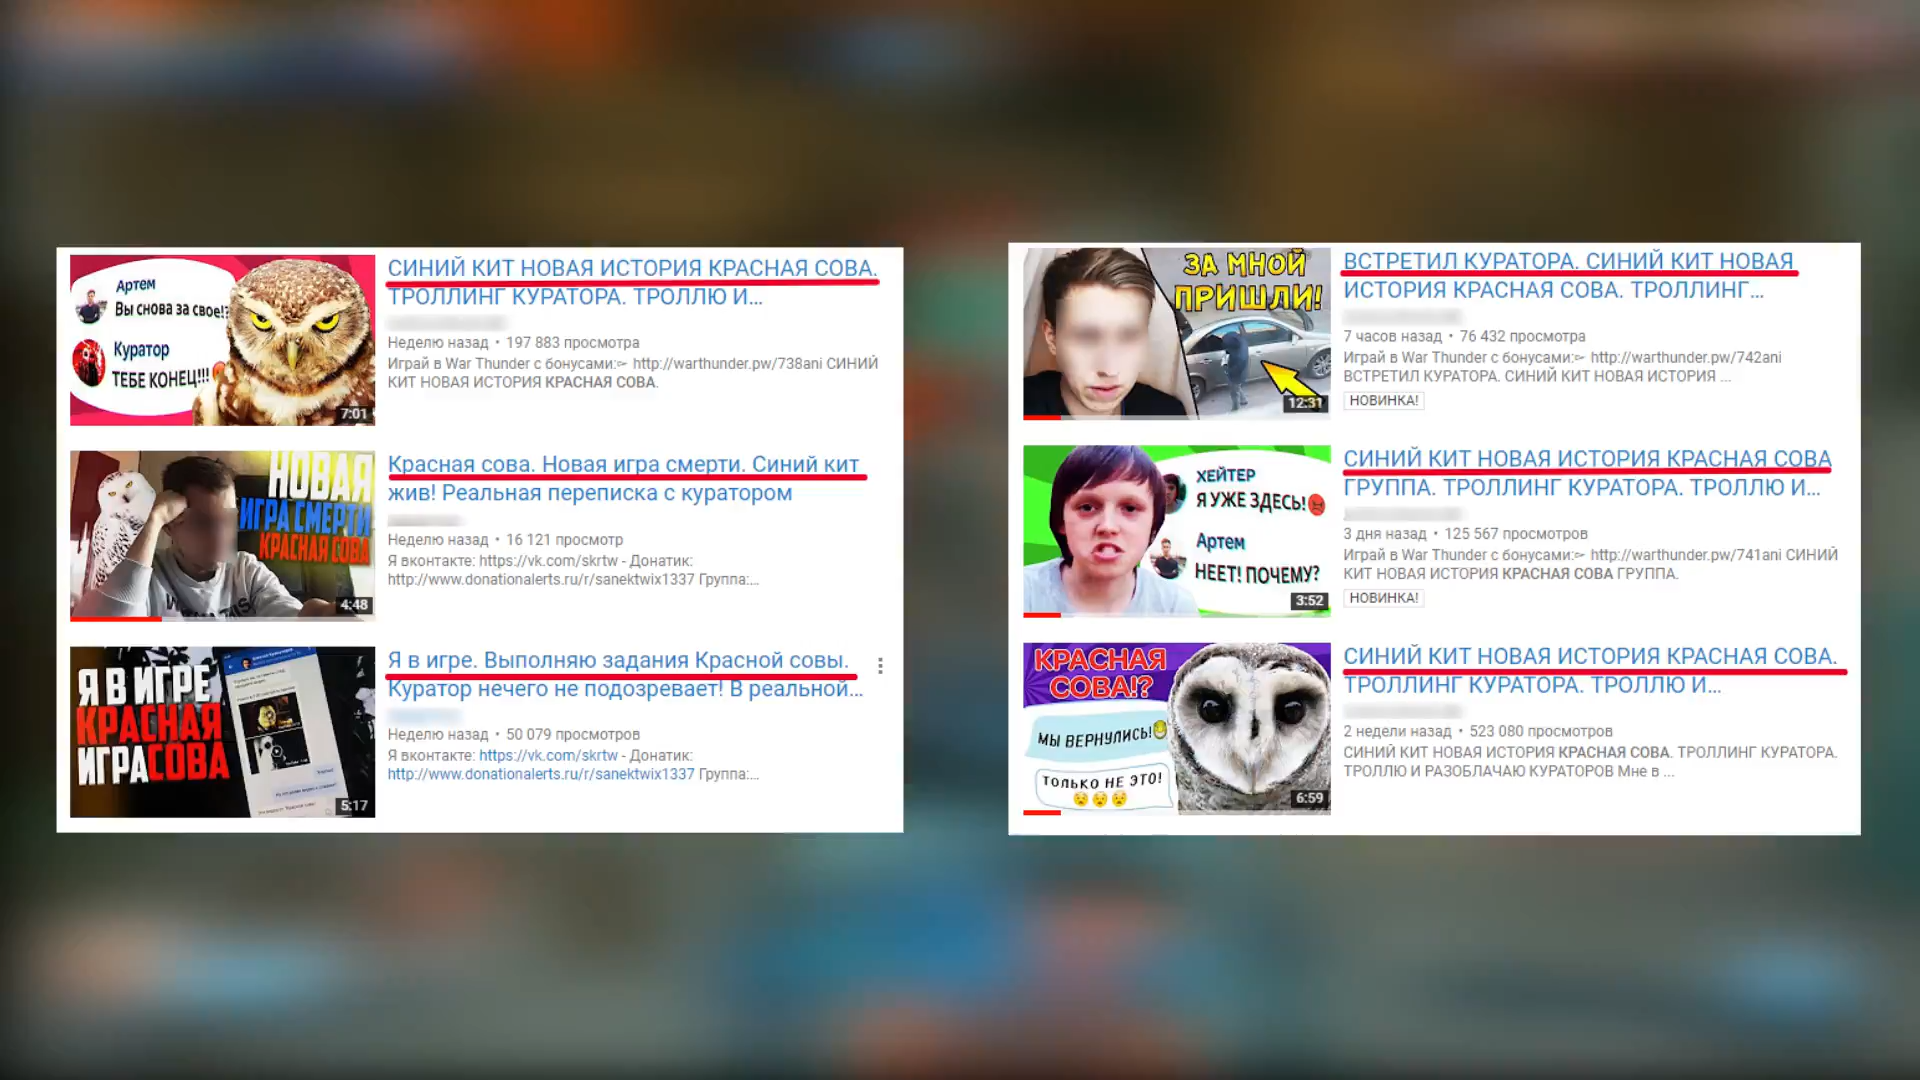 Артем
Вы снова за свое!?
Куратор
ТЕБЕ КОНЕЦ!!!
7:01
СИНИЙ КИТ НОВАЯ ИСТОРИЯ КРАСНАЯ СОВА.
ТРОЛЛИНГ КУРАТОРА. ТРОЛЛЮ И...
Неделю назад • 197 883 просмотра
Играй в War Thunder с бонусами:➢ http://warthunder.pw/738ani СИНИЙ
КИТ НОВАЯ ИСТОРИЯ КРАСНАЯ СОВА.
НОВАЯ
ИГРА СМЕРТИ
КРАСНАЯ СОВА
4:48
Красная сова. Новая игра смерти. Синий кит
жив! Реальная переписка с куратором
Неделю назад • 16 121 просмотр
Я вконтакте: https://vk.com/skrtw - Донатик:
http://www.donationalerts.ru/r/sanektwix1337 Группа:...
Я В ИГРЕ
КРАСНАЯ
ИГРАСОВА
5:17
Я в игре. Выполняю задания Красной совы.
Куратор нечего не подозревает! В реальной...
Неделю назад • 50 079 просмотров
Я вконтакте: https://vk.com/skrtw - Донатик:
http://www.donationalerts.ru/r/sanektwix1337 Группа:...
ЗА МНОЙ
ПРИШЛИ!
12:31
ВСТРЕТИЛ КУРАТОРА. СИНИЙ КИТ НОВАЯ
ИСТОРИЯ КРАСНАЯ СОВА. ТРОЛЛИНГ...
7 часов назад • 76 432 просмотра
Играй в War Thunder с бонусами:➢ http://warthunder.pw/742ani
ВСТРЕТИЛ КУРАТОРА. СИНИЙ КИТ НОВАЯ ИСТОРИЯ ...
НОВИНКА!
ХЕЙТЕР
Я УЖЕ ЗДЕСЬ!
Артем
НЕЕТ! ПОЧЕМУ?
3:52
СИНИЙ КИТ НОВАЯ ИСТОРИЯ КРАСНАЯ СОВА
ГРУППА. ТРОЛЛИНГ КУРАТОРА. ТРОЛЛЮ И...
3 дня назад • 125 567 просмотров
Играй в War Thunder с бонусами:➢ http://warthunder.pw/741ani СИНИЙ
КИТ НОВАЯ ИСТОРИЯ КРАСНАЯ СОВА ГРУППА.
НОВИНКА!
КРАСНАЯ
СОВА!?
МЫ ВЕРНУЛИСЬ!
ТОЛЬКО НЕ ЭТО!
6:59
СИНИЙ КИТ НОВАЯ ИСТОРИЯ КРАСНАЯ СОВА.
ТРОЛЛИНГ КУРАТОРА. ТРОЛЛЮ И...
2 недели назад • 523 080 просмотров
СИНИЙ КИТ НОВАЯ ИСТОРИЯ КРАСНАЯ СОВА. ТРОЛЛИНГ КУРАТОРА.
ТРОЛЛЮ И РАЗОБЛАЧАЮ КУРАТОРОВ Мне в ...